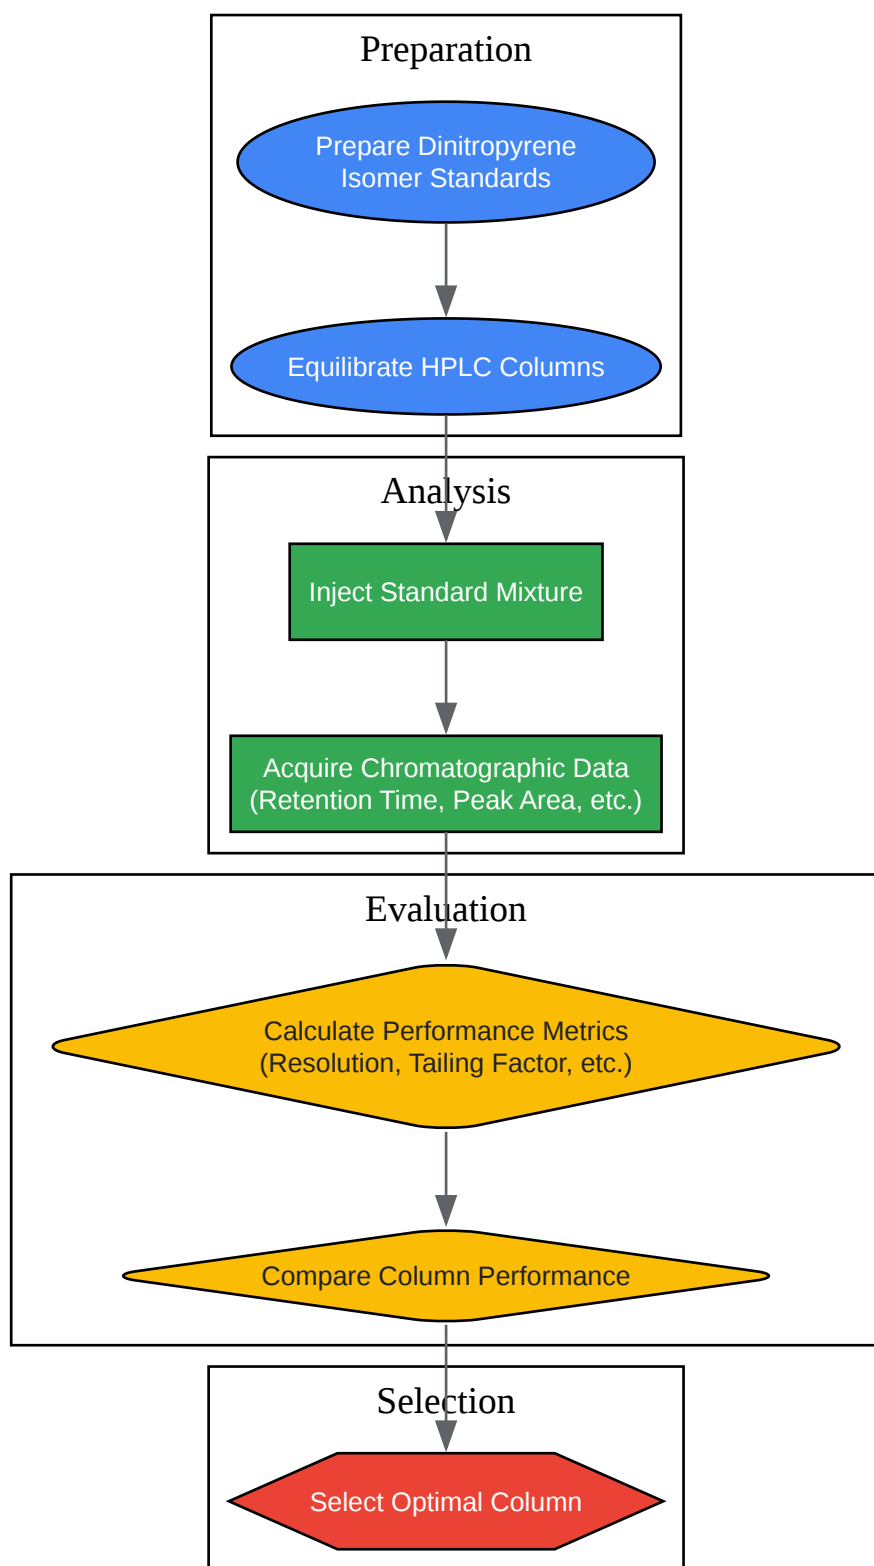 Preparation
Prepare Dinitropyrene
Isomer Standards
Equilibrate HPLC Columns
Analysis
Inject Standard Mixture
Acquire Chromatographic Data
(Retention Time, Peak Area, etc.)
Evaluation
Calculate Performance Metrics
(Resolution, Tailing Factor, etc.)
Compare Column Performance
Selection
Select Optimal Column